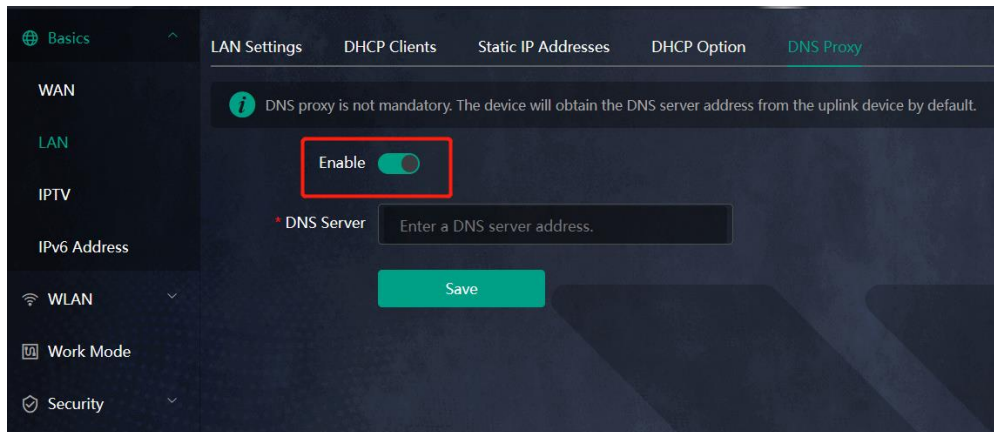 Basics
WAN
LAN
IPTV
IPv6 Address
WLAN
Work Mode
Security
LAN Settings DHCP Clients Static IP Addresses DHCP Option DNS Proxy
DNS proxy is not mandatory. The device will obtain the DNS server address from the uplink device by default.
Enable
* DNS Server Enter a DNS server address.
Save